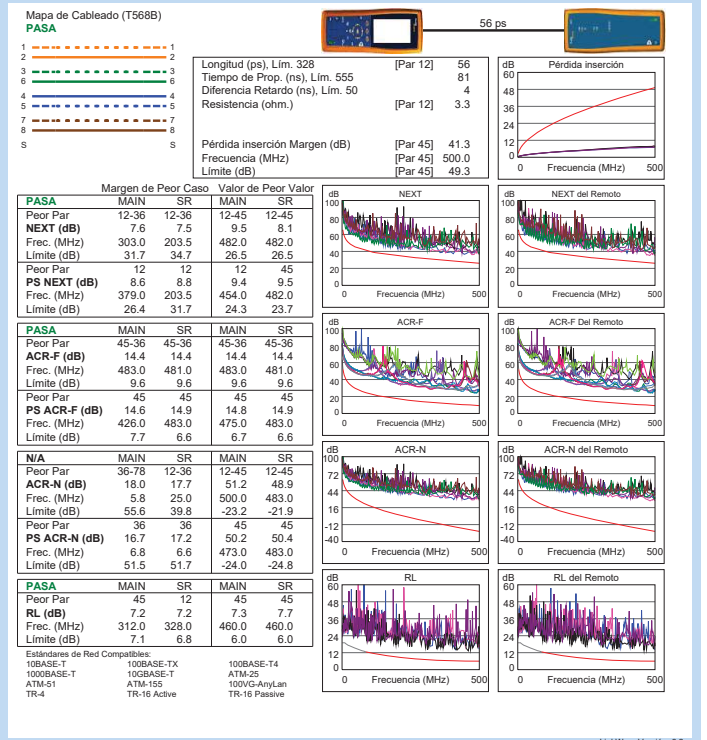 Mapa de Cableado (T568B)
PASA
1 1
2 2
3 3
6 6
4 4
5 5
7 7
8 8
S S
56 ps
Longitud (ps), Lím. 328 [Par 12] 56
Tiempo de Prop. (ns), Lím. 555 81
Diferencia Retardo (ns), Lím. 50 4
Resistencia (ohm.) [Par 12] 3.3
Pérdida inserción Margen (dB) [Par 45] 41.3
Frecuencia (MHz) [Par 45] 500.0
Límite (dB) [Par 45] 49.3
dB Pérdida inserción
60
48
36
24
12
0
0 Frecuencia (MHz) 500
Margen de Peor Caso Valor de Peor Valor
PASA MAIN SR MAIN SR
Peor Par 12-36 12-36 12-45 12-45
NEXT (dB) 7.6 7.5 9.5 8.1
Frec. (MHz) 303.0 203.5 482.0 482.0
Límite (dB) 31.7 34.7 26.5 26.5
Peor Par 12 12 12 45
PS NEXT (dB) 8.6 8.8 9.4 9.5
Frec. (MHz) 379.0 203.5 454.0 482.0
Límite (dB) 26.4 31.7 24.3 23.7
PASA MAIN SR MAIN SR
Peor Par 45-36 45-36 45-36 45-36
ACR-F (dB) 14.4 14.4 14.4 14.4
Frec. (MHz) 483.0 481.0 483.0 481.0
Límite (dB) 9.6 9.6 9.6 9.6
Peor Par 45 45 45 45
PS ACR-F (dB) 14.6 14.9 14.8 14.9
Frec. (MHz) 426.0 483.0 475.0 483.0
Límite (dB) 7.7 6.6 6.7 6.6
N/A MAIN SR MAIN SR
Peor Par 36-78 12-36 12-45 12-45
ACR-N (dB) 18.0 17.7 51.2 48.9
Frec. (MHz) 5.8 25.0 500.0 483.0
Límite (dB) 55.6 39.8 -23.2 -21.9
Peor Par 36 36 45 45
PS ACR-N (dB) 16.7 17.2 50.2 50.4
Frec. (MHz) 6.8 6.6 473.0 483.0
Límite (dB) 51.5 51.7 -24.0 -24.8
PASA MAIN SR MAIN SR
Peor Par 45 12 45 45
RL (dB) 7.2 7.2 7.3 7.7
Frec. (MHz) 312.0 328.0 460.0 460.0
Límite (dB) 7.1 6.8 6.0 6.0
Estándares de Red Compatibles:
10BASE-T 100BASE-TX 100BASE-T4
1000BASE-T 10GBASE-T ATM-25
ATM-51 ATM-155 100VG-AnyLan
TR-4 TR-16 Active TR-16 Passive
dB NEXT
100
80
60
40
20
0
0 Frecuencia (MHz) 500
dB NEXT del Remoto
100
80
60
40
20
0
0 Frecuencia (MHz) 500
dB ACR-F
100
80
60
40
20
0
0 Frecuencia (MHz) 500
dB ACR-F Del Remoto
100
80
60
40
20
0
0 Frecuencia (MHz) 500
dB ACR-N
100
72
44
16
-12
-40
0 Frecuencia (MHz) 500
dB ACR-N del Remoto
100
72
44
16
-12
-40
0 Frecuencia (MHz) 500
dB RL
60
48
36
24
12
0
0 Frecuencia (MHz) 500
dB RL del Remoto
60
48
36
24
12
0
0 Frecuencia (MHz) 500